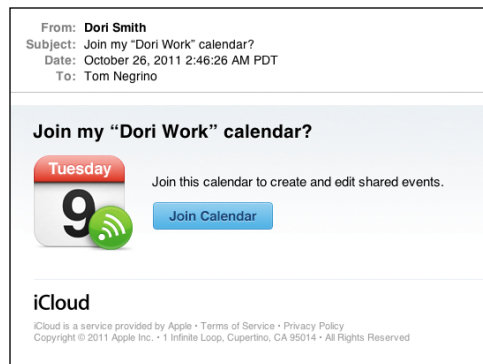 From: Dori Smith
Subject: Join my “Dori Work” calendar?
Date: October 26, 2011 2:46:26 AM PDT
To: Tom Negrino
Join my “Dori Work” calendar?
Tuesday
9
Join this calendar to create and edit shared events.
Join Calendar
iCloud
iCloud is a service provided by Apple • Terms of Service • Privacy Policy
Copyright © 2011 Apple Inc. • 1 Infinite Loop, Cupertino, CA 95014 • All Rights Reserved